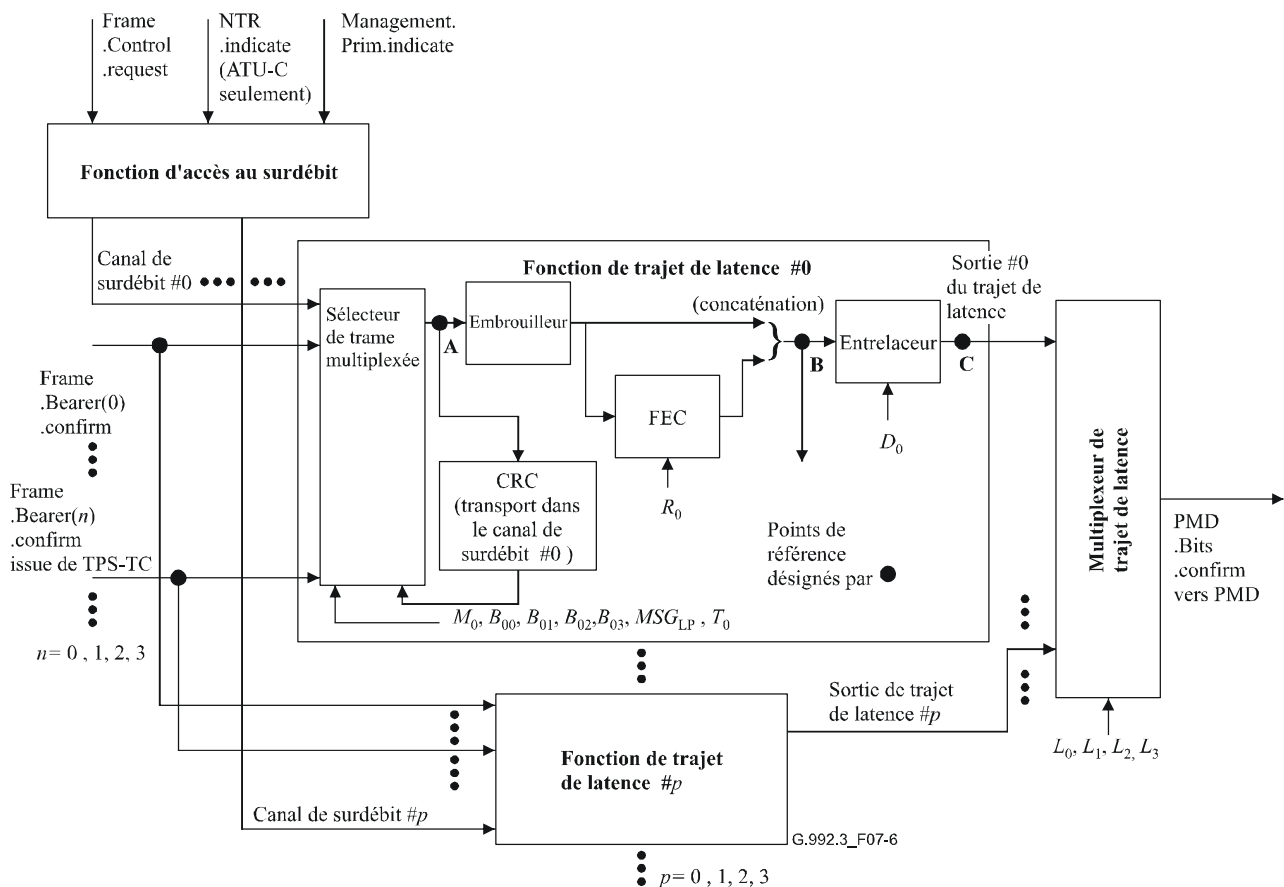 Frame
.Control
.request
NTR
.indicate
(ATU-C
seulement)
Management.
Prim.indicate
Fonction d'accès au surdébit
Canal de
surdébit #0
Fonction de trajet de latence #0
Sélecteur
de trame
multiplexée
A
Embrouilleur
(concaténation)
}
B
Entrelaceur
Sortie #0
du trajet de
latence
C
FEC
R0
D0
CRC
(transport dans
le canal de
surdébit #0 )
Points de
référence
désignés par
M0, B00, B01, B02,B03, MSGLP , T0
Frame
.Bearer(0)
.confirm
Frame
.Bearer(n)
.confirm
issue de TPS-TC
n= 0 , 1, 2, 3
Multiplexeur de
trajet de latence
PMD
.Bits
.confirm
vers PMD
L0, L1, L2, L3
Sortie de trajet
de latence #p
Fonction de trajet
de latence #p
Canal de surdébit #p
G.992.3_F07-6
p= 0 , 1, 2, 3